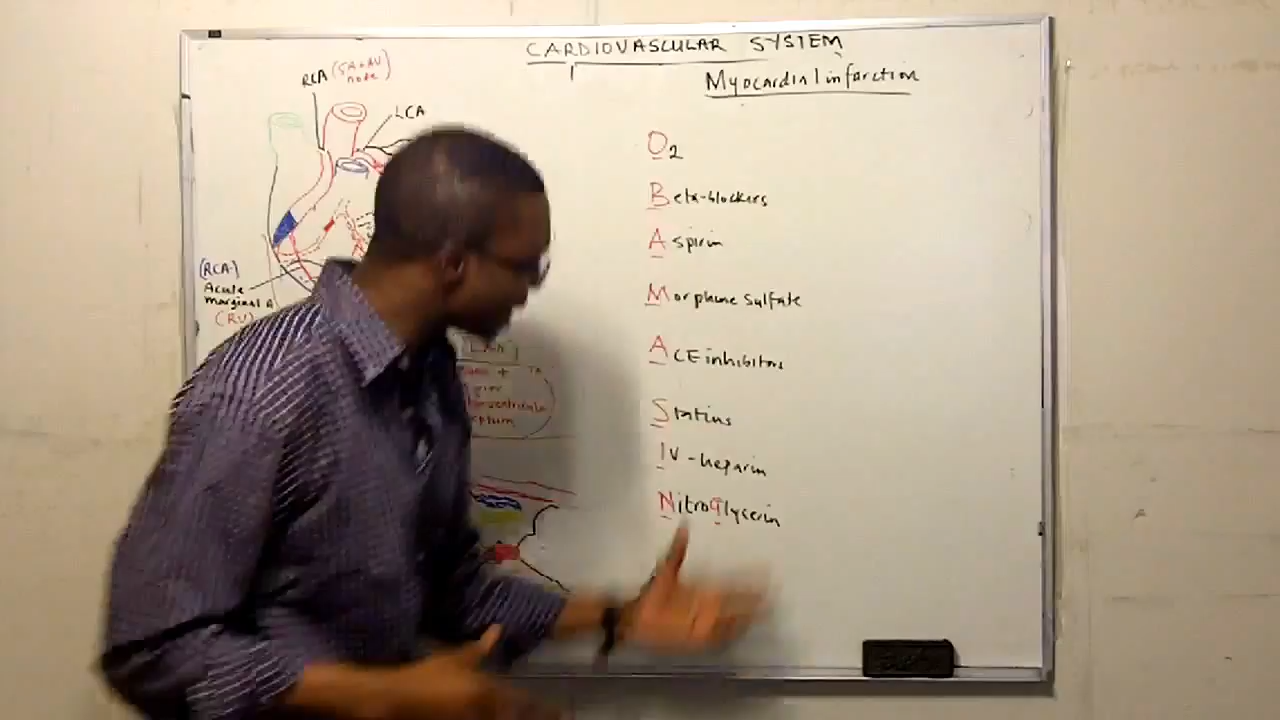 CARDIOVASCULAR SYSTEM
Myocardial infarction
RCA (SA+AV node)
LCA
(RCA)
Acute
marginal A
(RV)
O2
Beta-blockers
Aspirin
Morphine Sulfate
ACE inhibitors
Statins
IV-heparin
NitroGlycerin